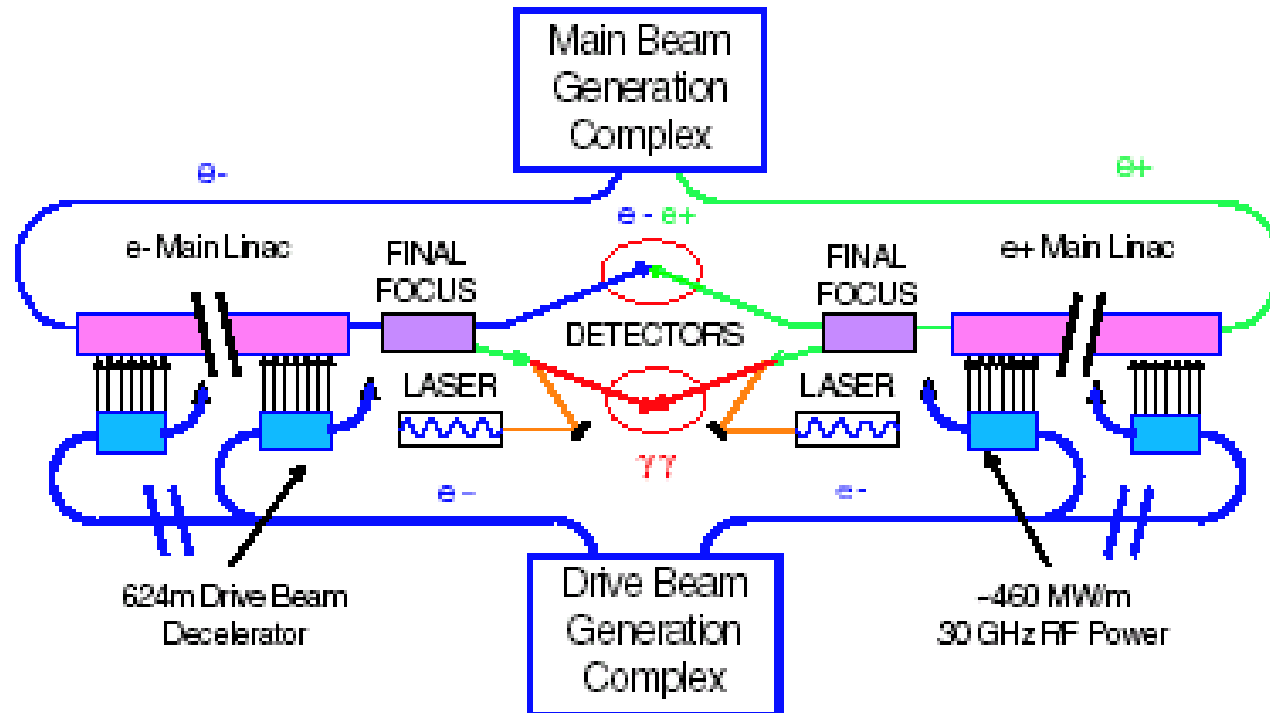 Main Beam
Generation
Complex
e-
e+
e- e+
e- Main Linac
FINAL
FOCUS
FINAL
FOCUS
e+ Main Linac
DETECTORS
LASER
LASER
γγ
e-
e-
624m Drive Beam
Decelerator
Drive Beam
Generation
Complex
~460 MW/m
30 GHz RF Power